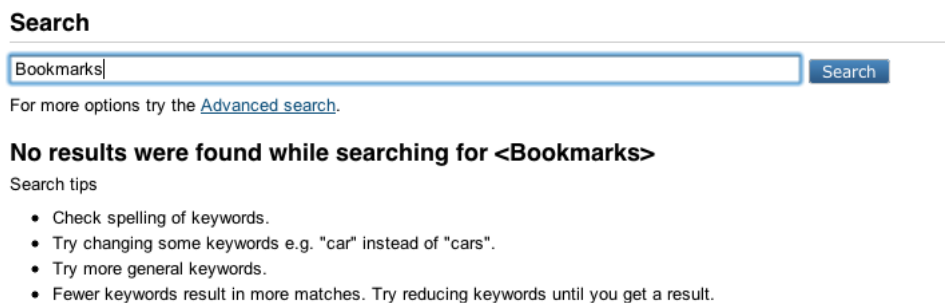 Search
Bookmarks
Search
For more options try the Advanced search.
No results were found while searching for <Bookmarks>
Search tips
• Check spelling of keywords.
• Try changing some keywords e.g. "car" instead of "cars".
• Try more general keywords.
• Fewer keywords result in more matches. Try reducing keywords until you get a result.